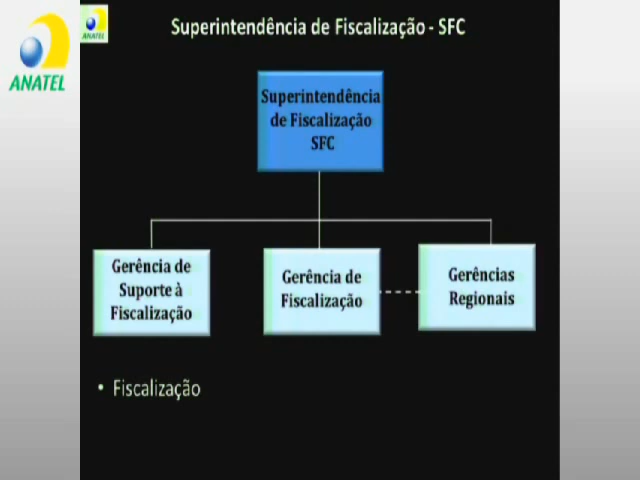 ANATEL
ANATEL
Superintendência de Fiscalização - SFC
Superintendência
de Fiscalização
SFC
Gerência de
Suporte à
Fiscalização
Gerência de
Fiscalização
Gerências
Regionais
• Fiscalização